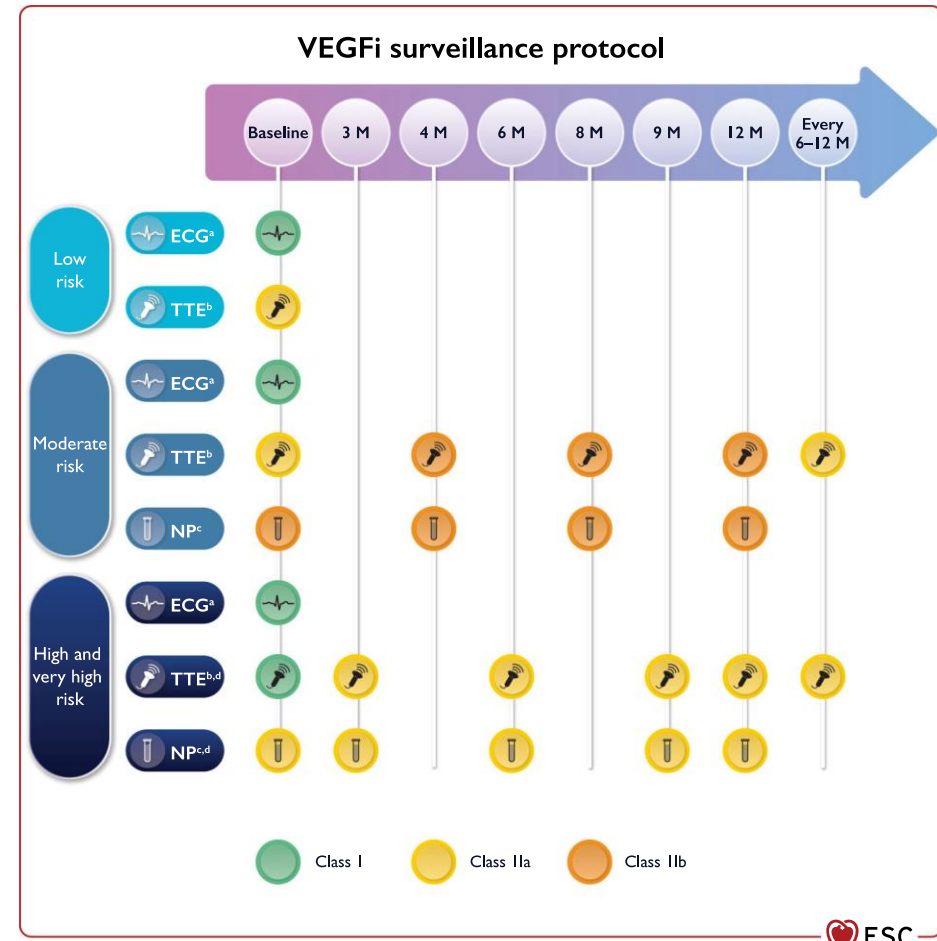 VEGFi surveillance protocol
Baseline
3 M
4 M
6 M
8 M
9 M
12 M
Every
6–12 M
Low
risk
ECGᵃ
TTEᵇ
Moderate
risk
ECGᵃ
TTEᵇ
NPᶜ
High and
very high
risk
ECGᵃ
TTEᵇ,ᵈ
NPᶜ,ᵈ
Class I
Class IIa
Class IIb
ESC